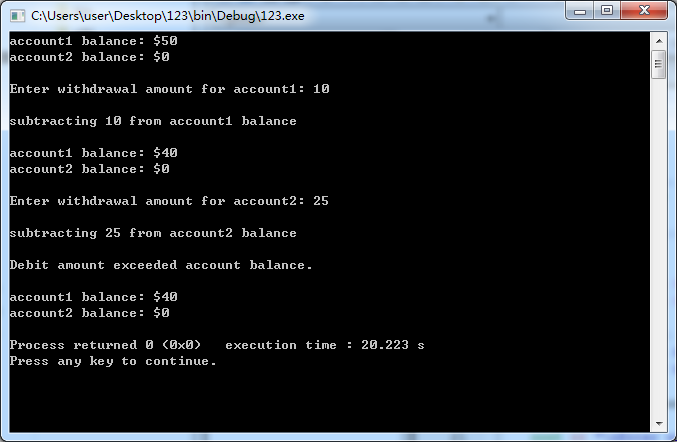 C:\Users\user\Desktop\123\bin\Debug\123.exe
account1 balance: $50
account2 balance: $0
Enter withdrawal amount for account1: 10
subtracting 10 from account1 balance
account1 balance: $40
account2 balance: $0
Enter withdrawal amount for account2: 25
subtracting 25 from account2 balance
Debit amount exceeded account balance.
account1 balance: $40
account2 balance: $0
Process returned 0 (0x0)   execution time : 20.223 s
Press any key to continue.